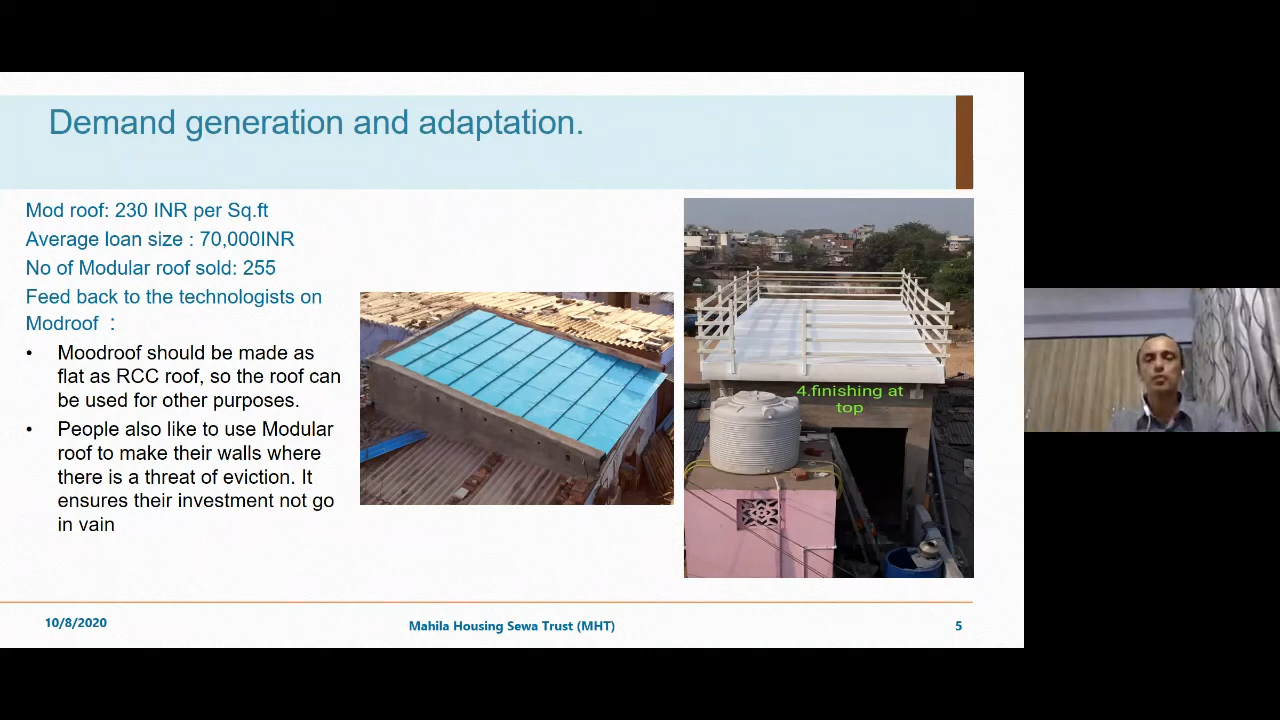 Demand generation and adaptation.
Mod roof: 230 INR per Sq.ft
Average loan size : 70,000INR
No of Modular roof sold: 255
Feed back to the technologists on
Modroof :
• Moodroof should be made as
flat as RCC roof, so the roof can
be used for other purposes.
• People also like to use Modular
roof to make their walls where
there is a threat of eviction. It
ensures their investment not go
in vain
4.finishing at
top
10/8/2020
Mahila Housing Sewa Trust (MHT)
5